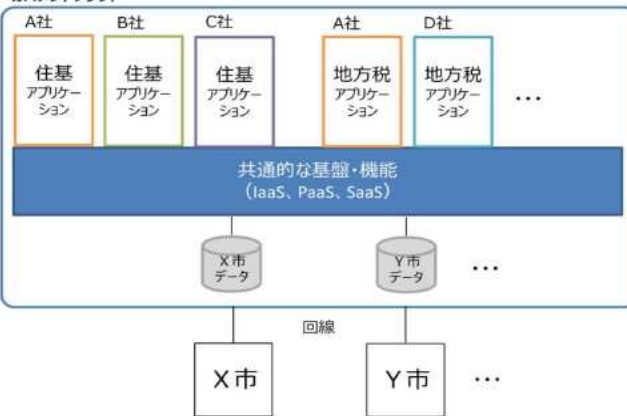 A社
B社
C社
A社
D社
住基
アプリケー
ション
住基
アプリケー
ション
住基
アプリケー
ション
地方税
アプリケー
ション
地方税
アプリケー
ション
…
共通的な基盤・機能
(IaaS、PaaS、SaaS)
X市
データ
Y市
データ
…
回線
X市
Y市
…